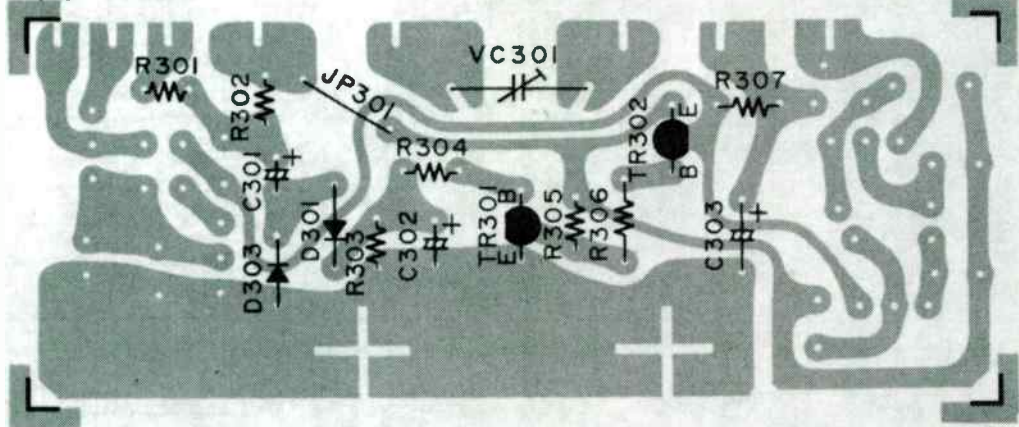 VC301
R301
R302
JP301
R307
TR302
E
B
R304
C301
+
D301
D303
R303
C302
+
TR301
B
E
R305
R306
C303
+